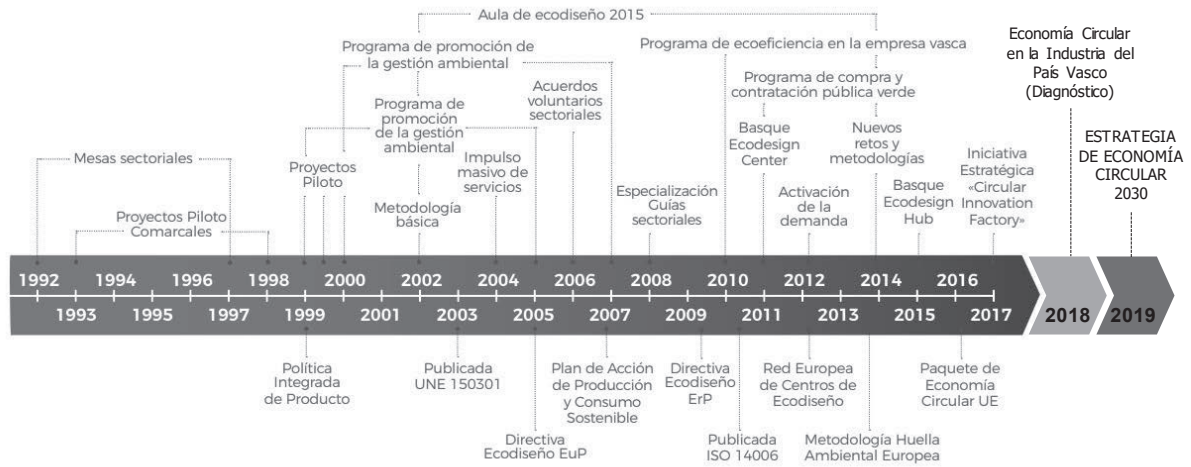 Aula de ecodiseño 2015
Programa de promoción de
la gestión ambiental
Programa de ecoeficiencia en la empresa vasca
Economía Circular
en la Industria del
País Vasco
(Diagnóstico)
Programa de
promoción
de la gestión
ambiental
Acuerdos
voluntarios
sectoriales
Programa de compra y
contratación pública verde
Mesas sectoriales
Proyectos
Piloto
Impulso
masivo de
servicios
Basque
Ecodesign
Center
Nuevos
retos y
metodologías
Iniciativa
Estratégica
«Circular
Innovation
Factory»
ESTRATEGIA
DE ECONOMÍA
CIRCULAR
2030
Proyectos Piloto
Comarcales
Metodología
básica
Especialización
Guías
sectoriales
Activación
de la
demanda
Basque
Ecodesign
Hub
1992 1994 1996 1998 2000 2002 2004 2006 2008 2010 2012 2014 2016
1993 1995 1997 1999 2001 2003 2005 2007 2009 2011 2013 2015 2017 2018 2019
Política
Integrada
de Producto
Publicada
UNE 150301
Plan de Acción
de Producción
y Consumo
Sostenible
Directiva
Ecodiseño
ErP
Red Europea
de Centros de
Ecodiseño
Paquete de
Economía
Circular UE
Directiva
Ecodiseño EuP
Publicada
ISO 14006
Metodología Huella
Ambiental Europea